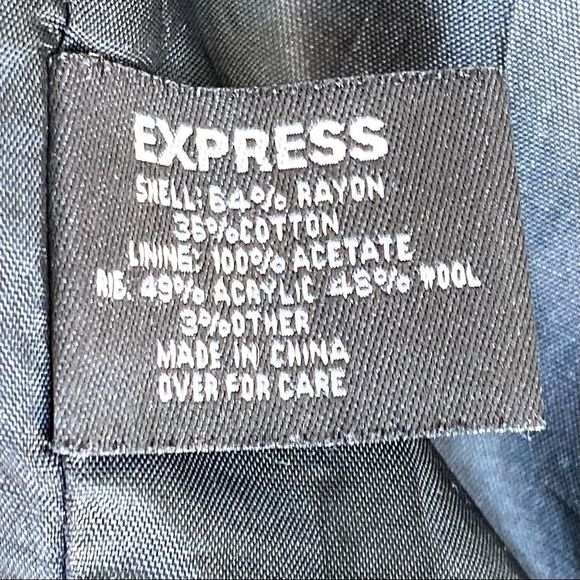 EXPRESS
SHELL: 64% RAYON
36%COTTON
LINING: 100% ACETATE
RIB: 49% ACRYLIC 48% WOOL
3%OTHER
MADE IN CHINA
OVER FOR CARE